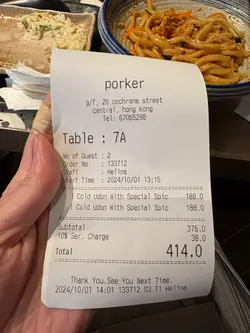 porker
g/f, 26 cochrane street
central, hong kong
Tel: 67065298
Table : 7A
No of Guest : 2
Order No. : 133712
Staff : Helina
Start Time : 2024/10/01 13:15
1 Cold Udon With Special Spic 188.0
1 Cold Udon With Special Spic 188.0
Subtotal 376.0
10% Ser. Charge 38.0
Total 414.0
Thank You.See You Next Time.
2024/10/01 14:01 133712 S3 T1 Helina